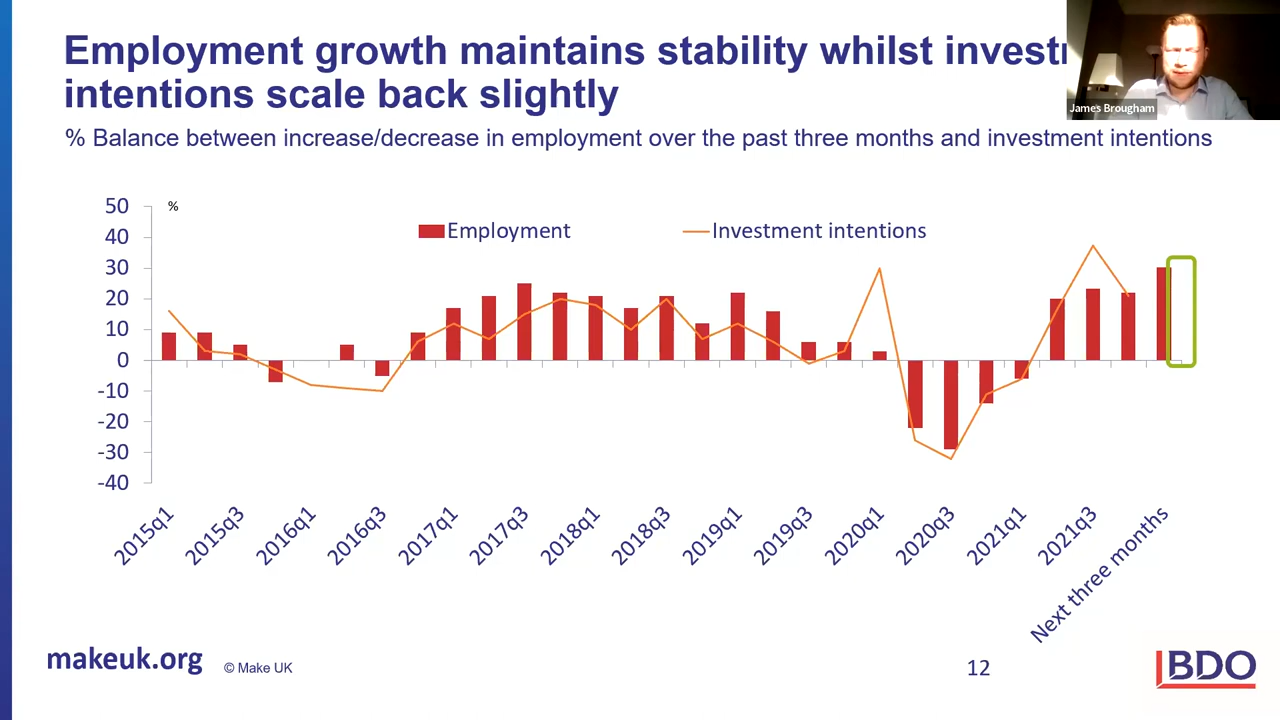 Employment growth maintains stability whilst
intentions scale back slightly
James Brougham
% Balance between increase/decrease in employment over the past three months and investment intentions
%
Employment
Investment intentions
50
40
30
20
10
0
-10
-20
-30
-40
2015q1
2015q3
2016q1
2016q3
2017q1
2017q3
2018q1
2018q3
2019q1
2019q3
2020q1
2020q3
2021q1
2021q3
Next three months
makeuk.org
© Make UK
12
BDO